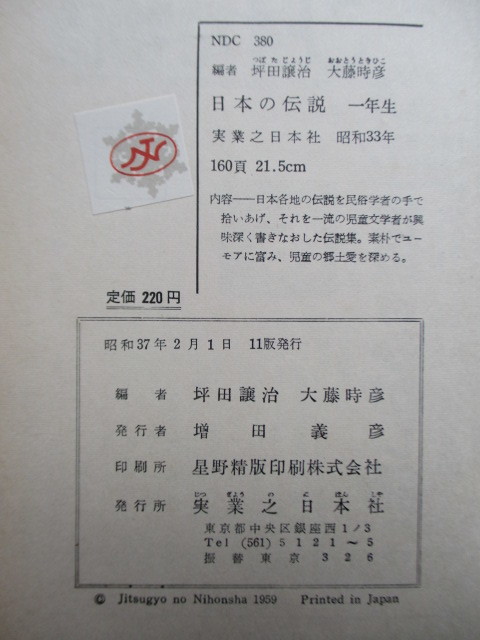 NDC 380
つぼ た じょうじ おおとうときひこ
編者 坪田譲治 大藤時彦
日本の伝説 一年生
実業之日本社 昭和33年
160頁 21.5cm
内容――日本各地の伝説を民俗学者の手で
拾いあげ、それを一流の児童文学者が興
味深く書きなおした伝説集。素朴でユー
モアに富み、児童の郷土愛を深める。
定価 220円
昭和37年2月1日 11版発行
編者 坪田譲治 大藤時彦
発行者 増田義彦
印刷所 星野精版印刷株式会社
じつ ぎょう の に ほん しゃ
発行所 実業之日本社
東京都中央区銀座西1ノ3
Tel (561) 5121～5
振替東京326
© Jitsugyo no Nihonsha 1959 Printed in Japan